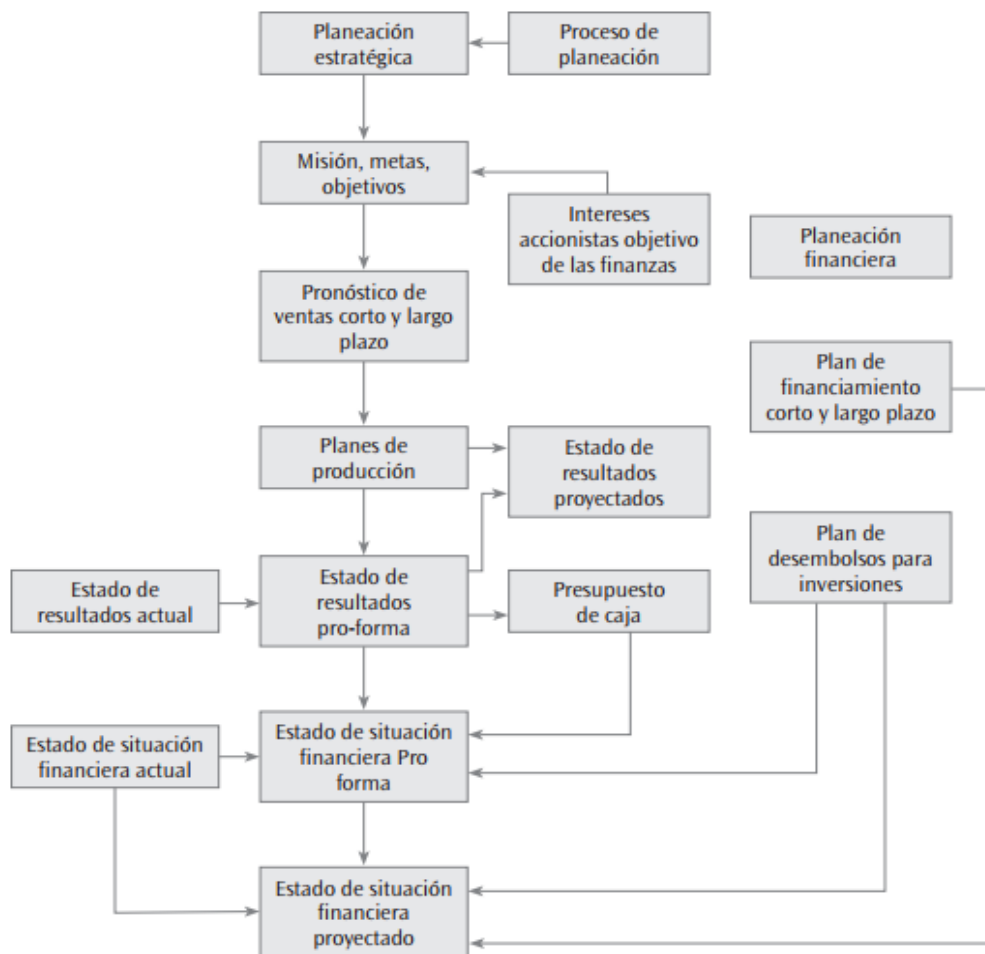 Planeación
estratégica
Proceso de
planeación
Misión, metas,
objetivos
Intereses
accionistas objetivo
de las finanzas
Planeación
financiera
Pronóstico de
ventas corto y largo
plazo
Plan de
financiamiento
corto y largo plazo
Planes de
producción
Estado de
resultados
proyectados
Plan de
desembolsos para
inversiones
Estado de
resultados actual
Estado de
resultados
pro-forma
Presupuesto
de caja
Estado de situación
financiera actual
Estado de situación
financiera Pro
forma
Estado de situación
financiera
proyectado